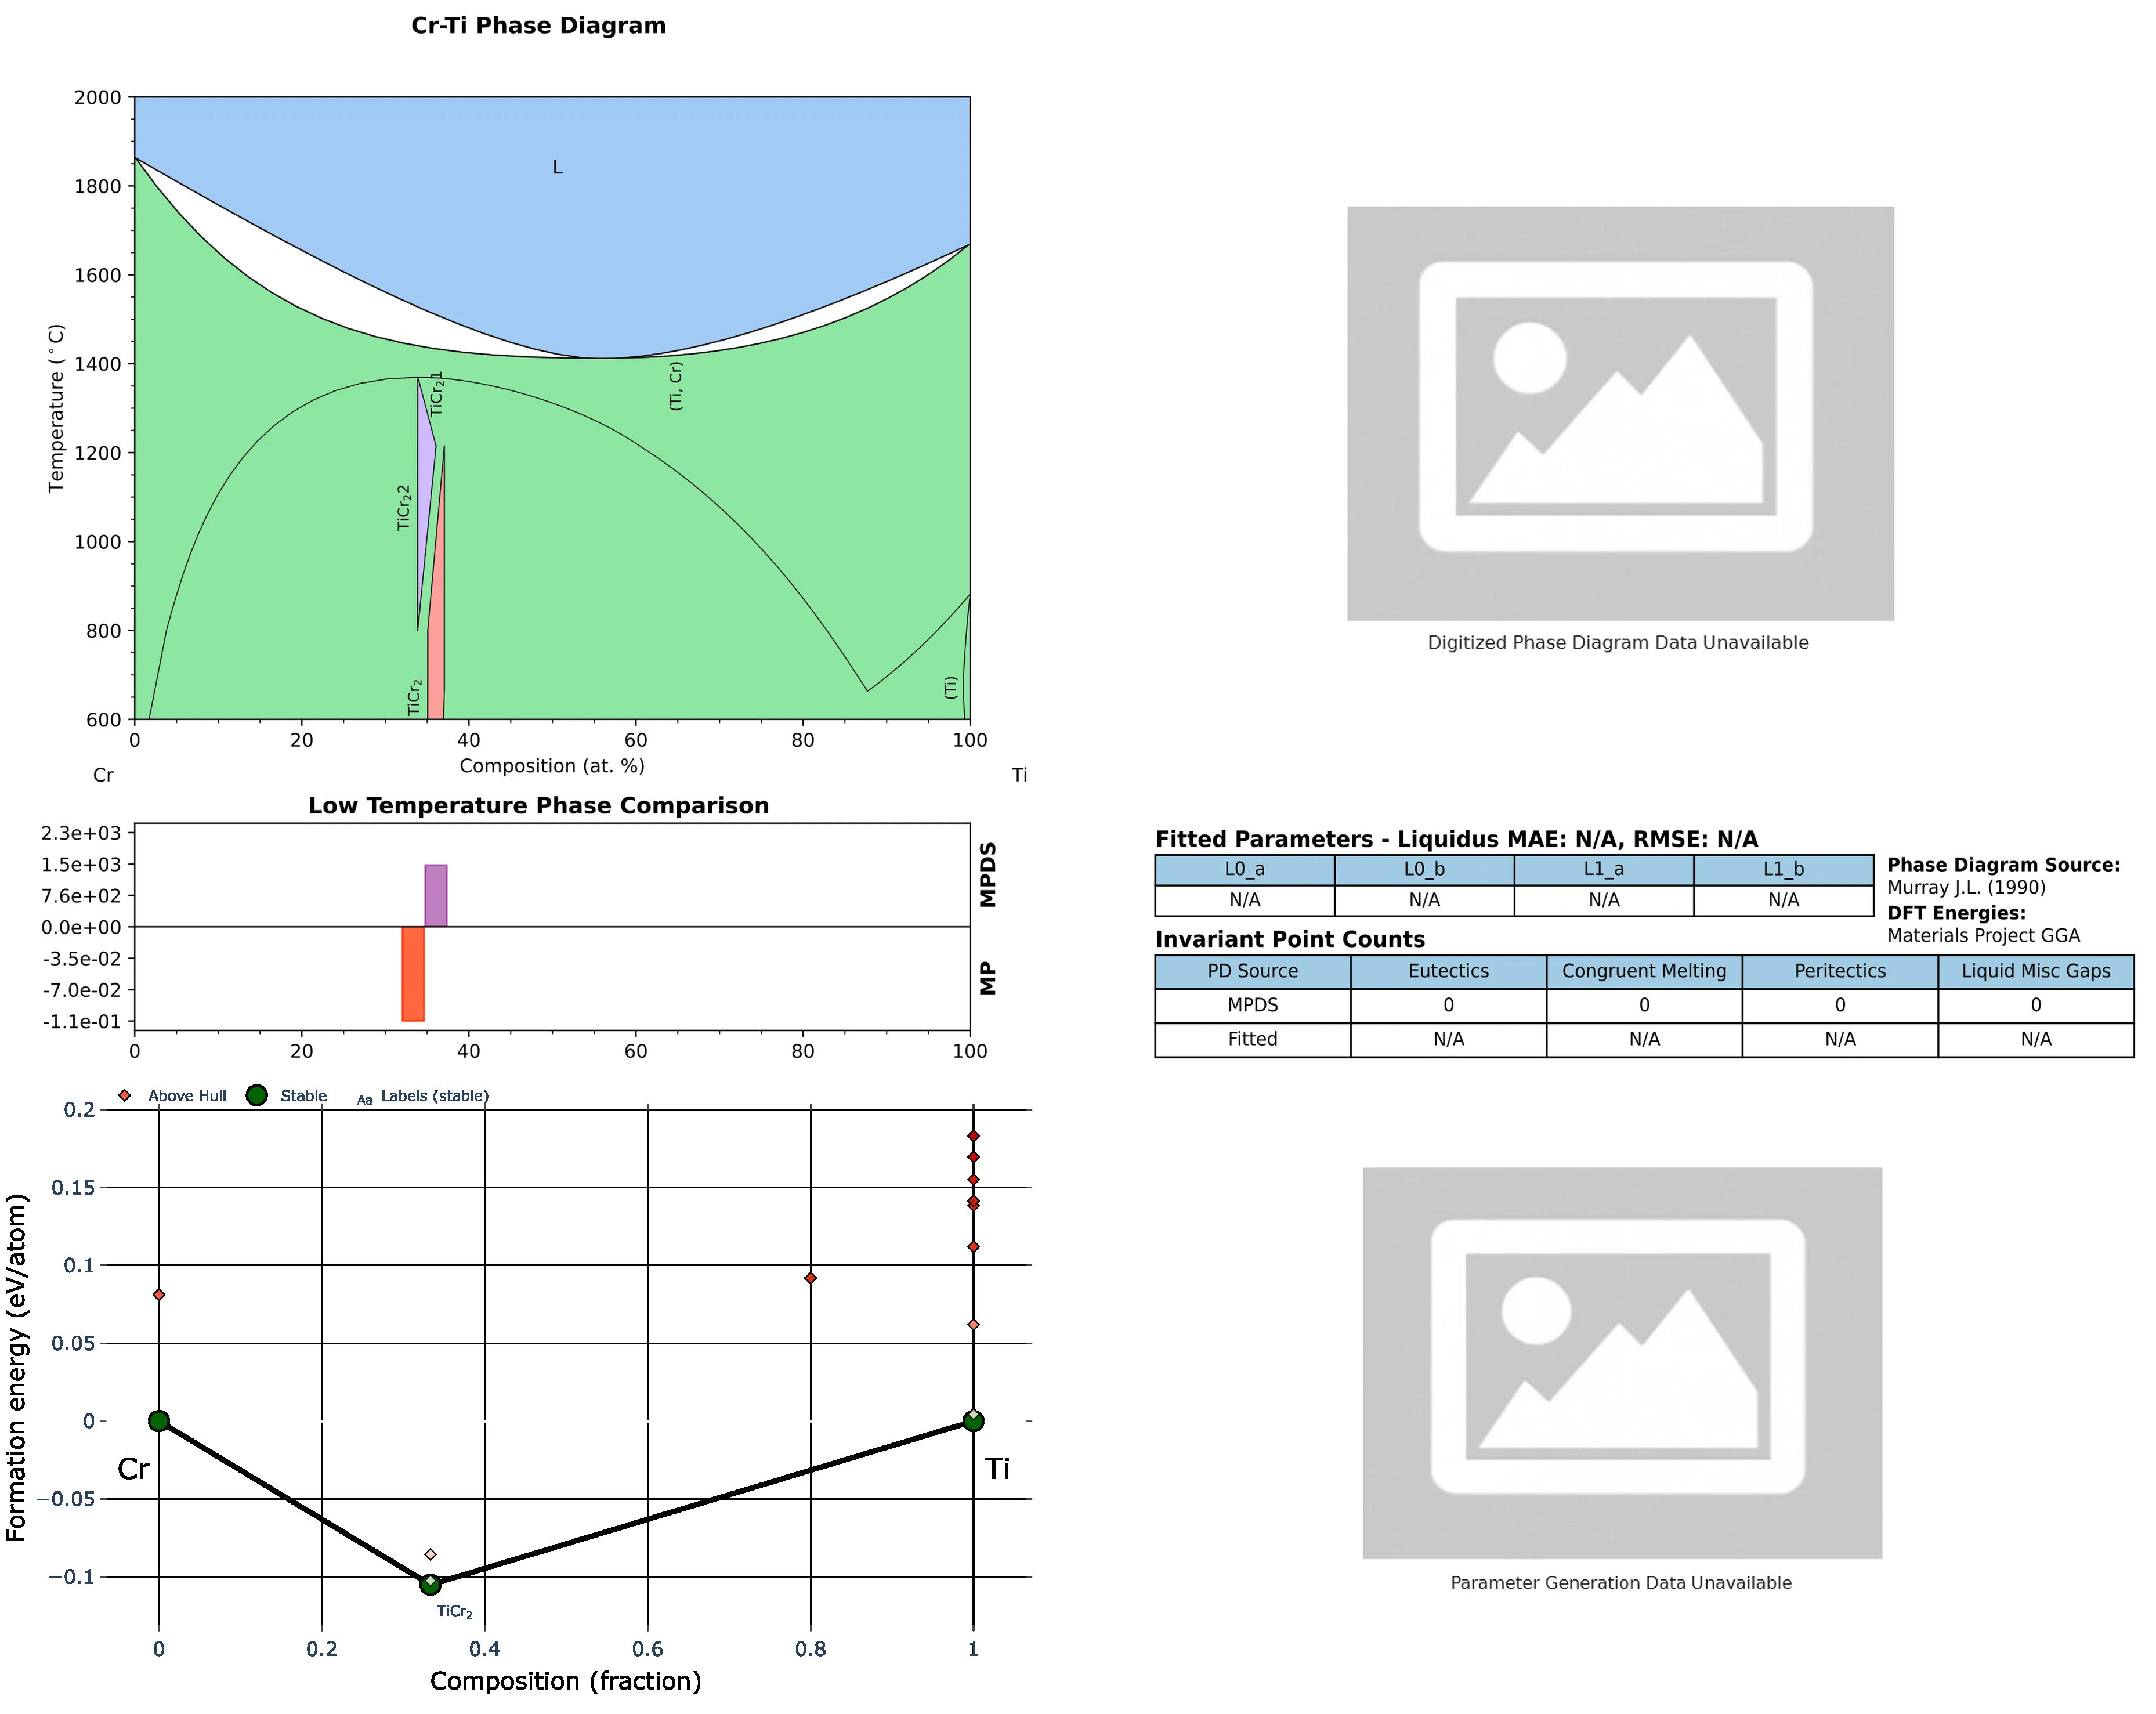 Cr-Ti Phase Diagram
2000
1800
1600
1400
1200
1000
800
600
Temperature (°C)
L
TiCr₂1
(Ti, Cr)
TiCr₂2
TiCr₂
(Ti)
0 20 40 60 80 100
Cr Composition (at. %) Ti
Digitized Phase Diagram Data Unavailable
Low Temperature Phase Comparison
2.3e+03
1.5e+03
7.6e+02
0.0e+00
-3.5e-02
-7.0e-02
-1.1e-01
MPDS
MP
0 20 40 60 80 100
Fitted Parameters - Liquidus MAE: N/A, RMSE: N/A
L0_a L0_b L1_a L1_b
N/A N/A N/A N/A
Phase Diagram Source:
Murray J.L. (1990)
DFT Energies:
Materials Project GGA
Invariant Point Counts
PD Source Eutectics Congruent Melting Peritectics Liquid Misc Gaps
MPDS 0 0 0 0
Fitted N/A N/A N/A N/A
Above Hull Stable Aa Labels (stable)
0.2
0.15
0.1
0.05
0
−0.05
−0.1
Formation energy (eV/atom)
Cr
Ti
TiCr₂
0 0.2 0.4 0.6 0.8 1
Composition (fraction)
Parameter Generation Data Unavailable